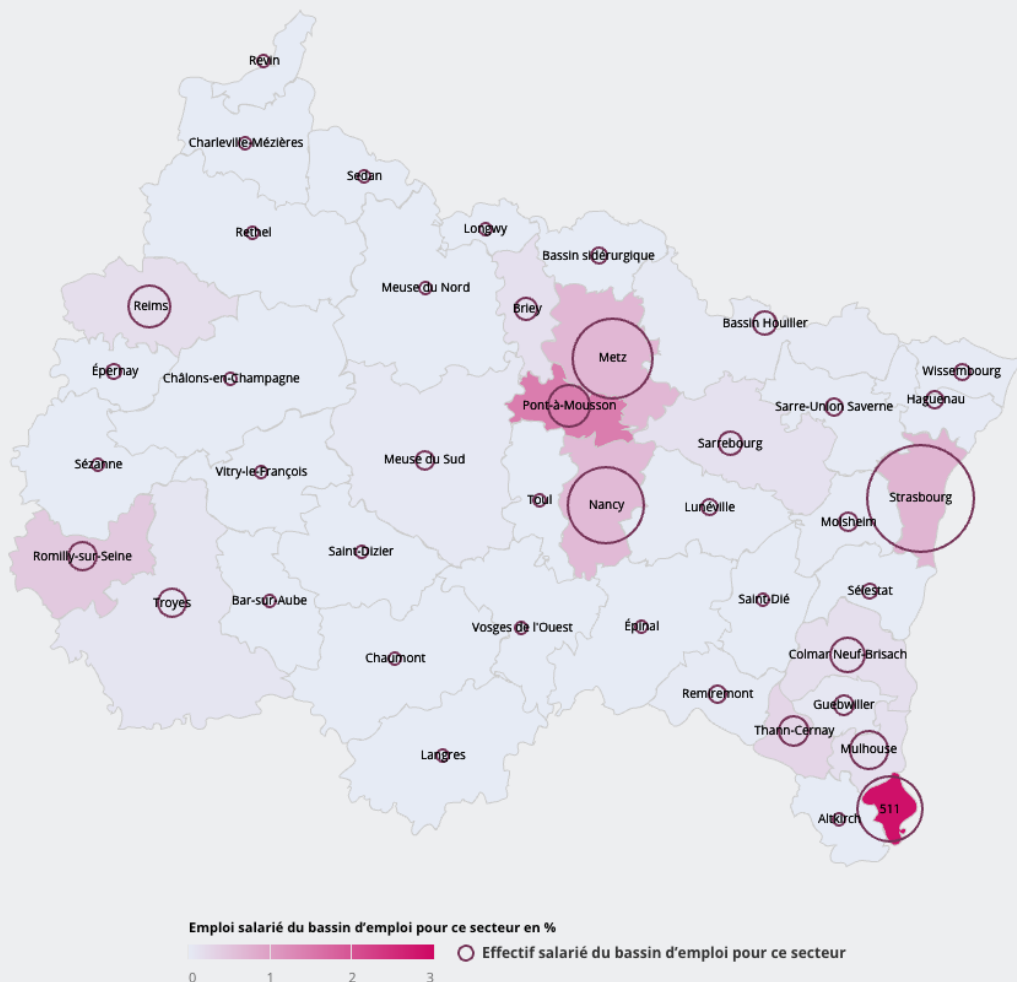 Revin
Charleville-Mézières
Sedan
Longwy
Rethel
Bassin sidérurgique
Meuse du Nord
Reims
Briey
Bassin Houiller
Metz
Épernay
Châlons-en-Champagne
Wissembourg
Haguenau
Pont-à-Mousson
Sarre-Union Saverne
Sarrebourg
Meuse du Sud
Sézanne
Vitry-le-François
Toul
Nancy
Lunéville
Strasbourg
Molsheim
Romilly-sur-Seine
Saint-Dizier
Troyes
Bar-sur-Aube
Saint-Dié
Sélestat
Vosges de l'Ouest
Épinal
Chaumont
Colmar Neuf-Brisach
Remiremont
Guebwiller
Thann-Cernay
Mulhouse
Langres
511
Altkirch
Emploi salarié du bassin d’emploi pour ce secteur en %
Effectif salarié du bassin d’emploi pour ce secteur
0 1 2 3